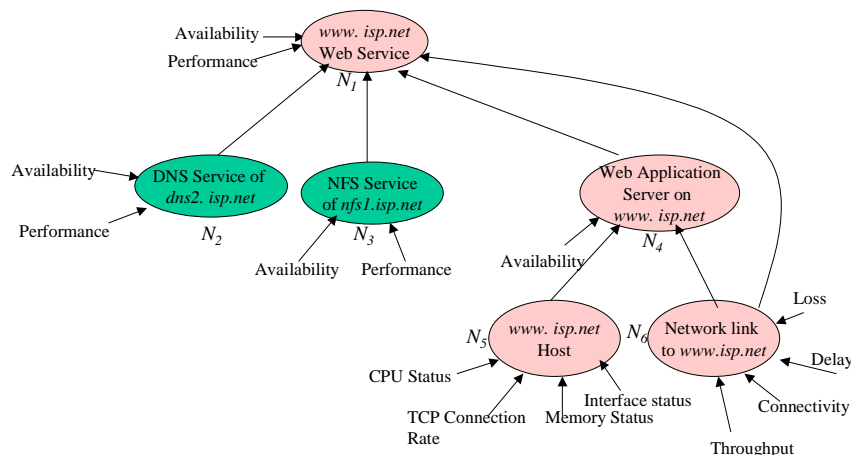 Availability
Performance
www. isp.net
Web Service
N1
Availability
Performance
DNS Service of
dns2. isp.net
N2
NFS Service
of nfs1.isp.net
N3
Availability
Performance
Web Application
Server on
www. isp.net
N4
Availability
N5
www. isp.net
Host
CPU Status
TCP Connection
Rate
Memory Status
Interface status
N6
Network link
to www.isp.net
Loss
Delay
Connectivity
Throughput